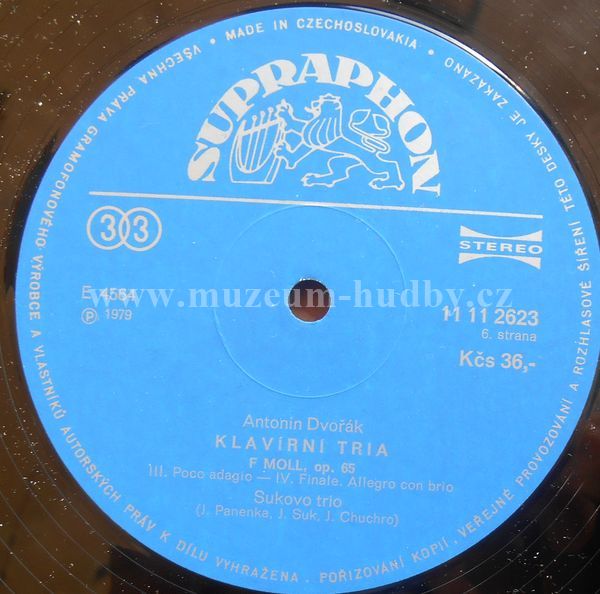 VŠECHNA PRÁVA GRAMOFONOVÉHO VÝROBCE A VLASTNÍKŮ AUTORSKÝCH PRÁV K DÍLU VYHRAŽENA. POŘIZOVÁNÍ KOPIÍ, VEŘEJNÉ PROVOZOVÁNÍ A ROZHLASOVÉ ŠÍŘENÍ TÉTO DESKY JE ZAKÁZÁNO • MADE IN CZECHOSLOVAKIA •
SUPRAPHON
33
STEREO
E 4564
℗ 1979
www.muzeum-hudby.cz
11 11 2623
6. strana
Kčs 36,-
Antonín Dvořák
KLAVÍRNÍ TRIA
F MOLL, op. 65
III. Poco adagio — IV. Finale. Allegro con brio
Sukovo trio
(J. Panenka, J. Suk, J. Chuchro)